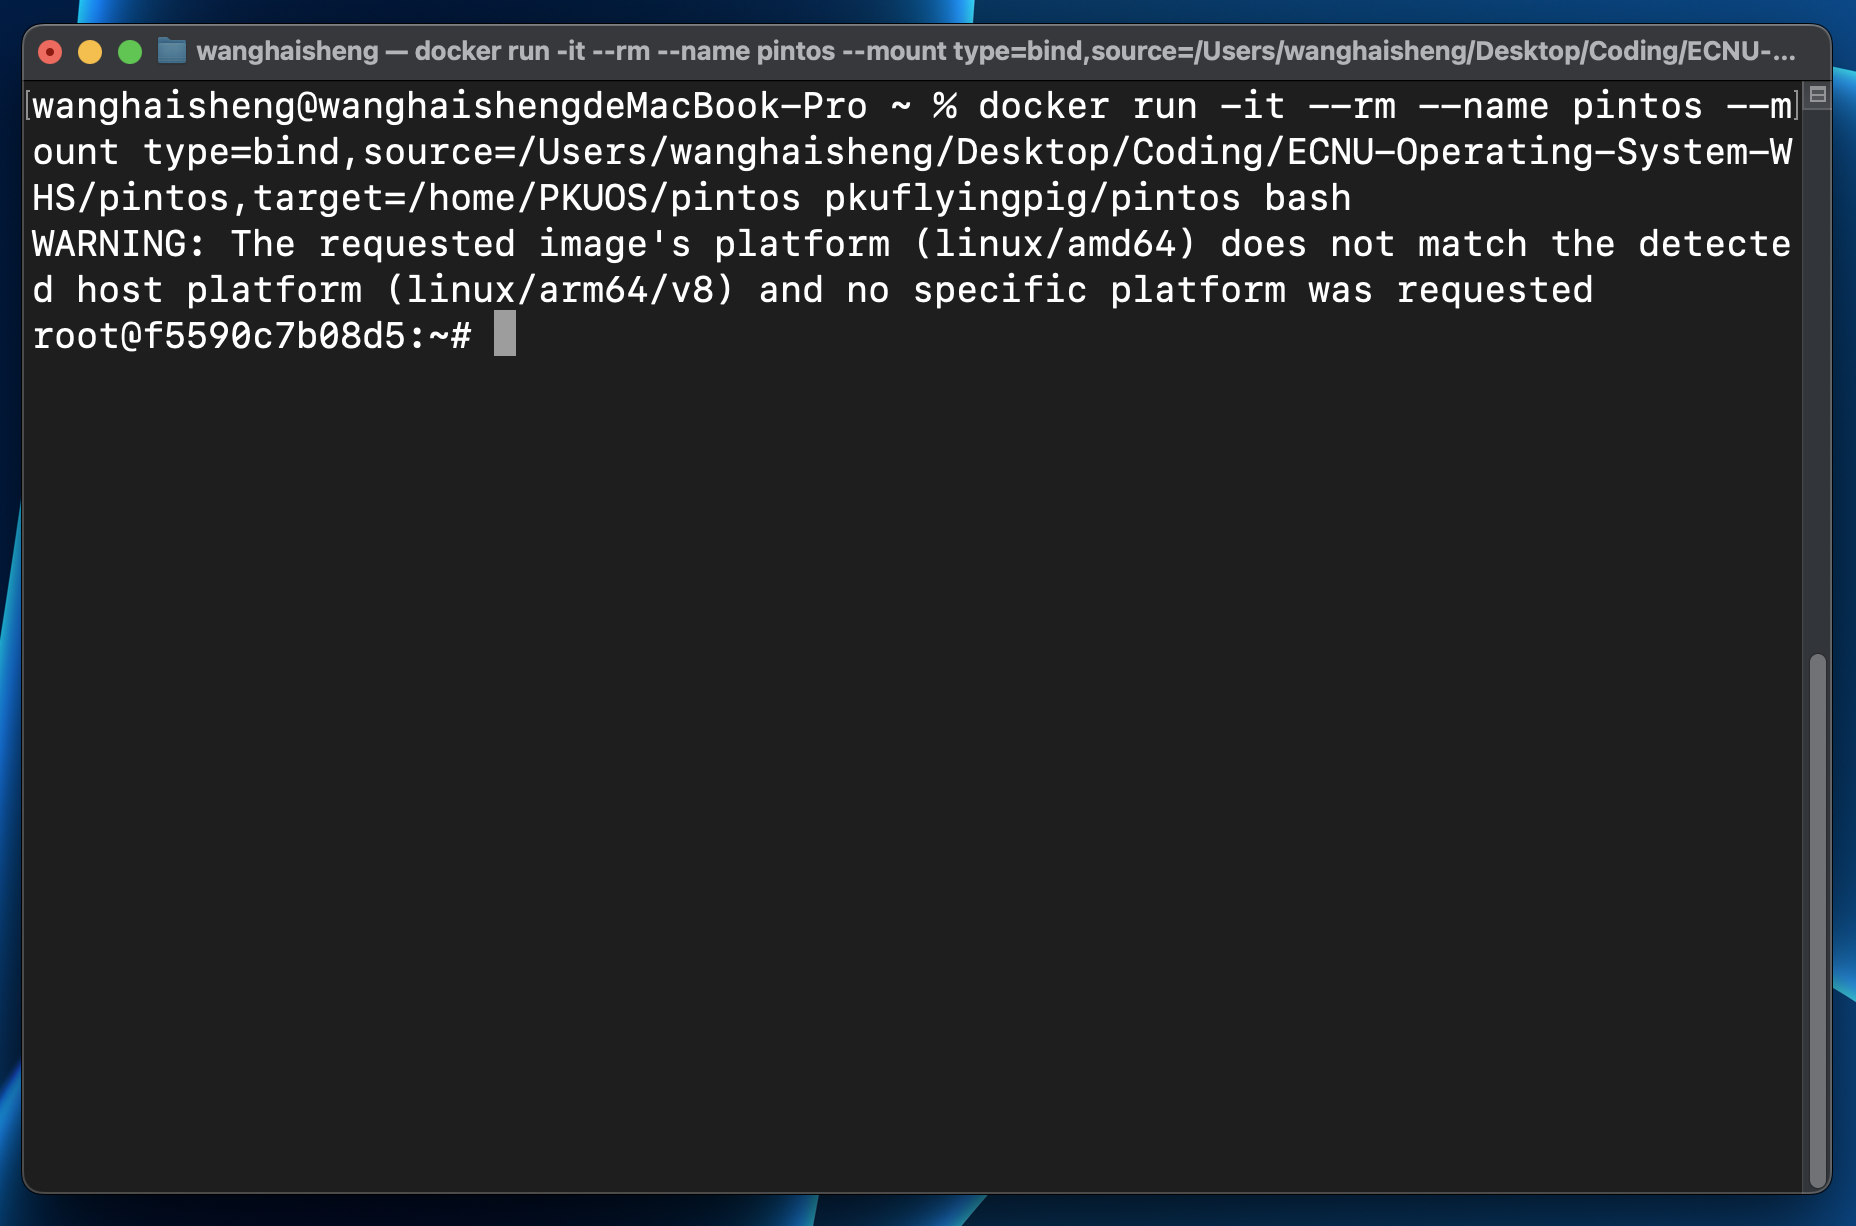 wanghaisheng — docker run -it --rm --name pintos --mount type=bind,source=/Users/wanghaisheng/Desktop/Coding/ECNU-...
[wanghaisheng@wanghaishengdeMacBook-Pro ~ % docker run -it --rm --name pintos --m]
ount type=bind,source=/Users/wanghaisheng/Desktop/Coding/ECNU-Operating-System-W
HS/pintos,target=/home/PKUOS/pintos pkuflyingpig/pintos bash
WARNING: The requested image's platform (linux/amd64) does not match the detecte
d host platform (linux/arm64/v8) and no specific platform was requested
root@f5590c7b08d5:~#